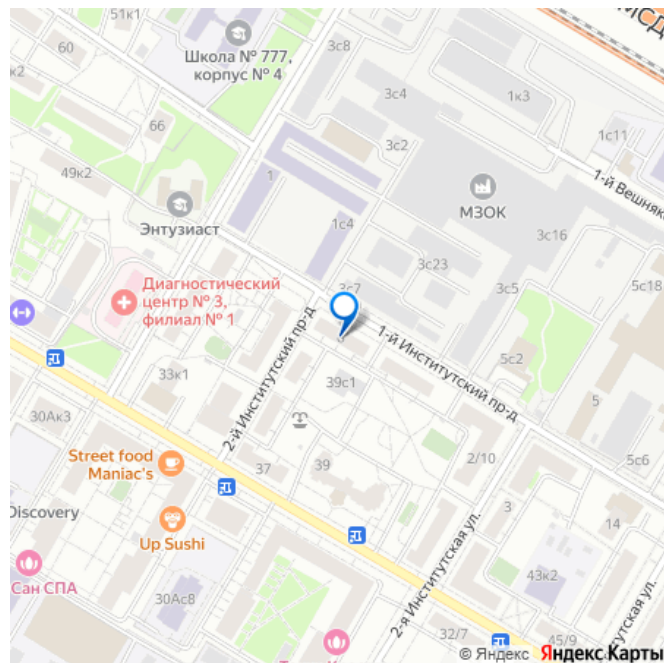 51к1
МСД
60
Школа № 777,
корпус № 4
3с8
к2
3с4
1к3
66
3с2
1с11
49к2
1
1-й Вешняк
Энтузиаст
МЗОК
1с4
3с16
3с23
Диагностический
центр № 3,
филиал № 1
3с7
3с5
5с18
2-й Институтский пр-д
1-й Институтский пр-д
5с2
33к1
39с1
5
30Ак3
Street food
Maniac's
37
39
2/10
5с6
Discovery
3
14
Up Sushi
2-я Институтская ул.
Сан СПА
43к2
30Ас8
тутская ул.
32/7
45/9
© Яндекс Яндекс Карты